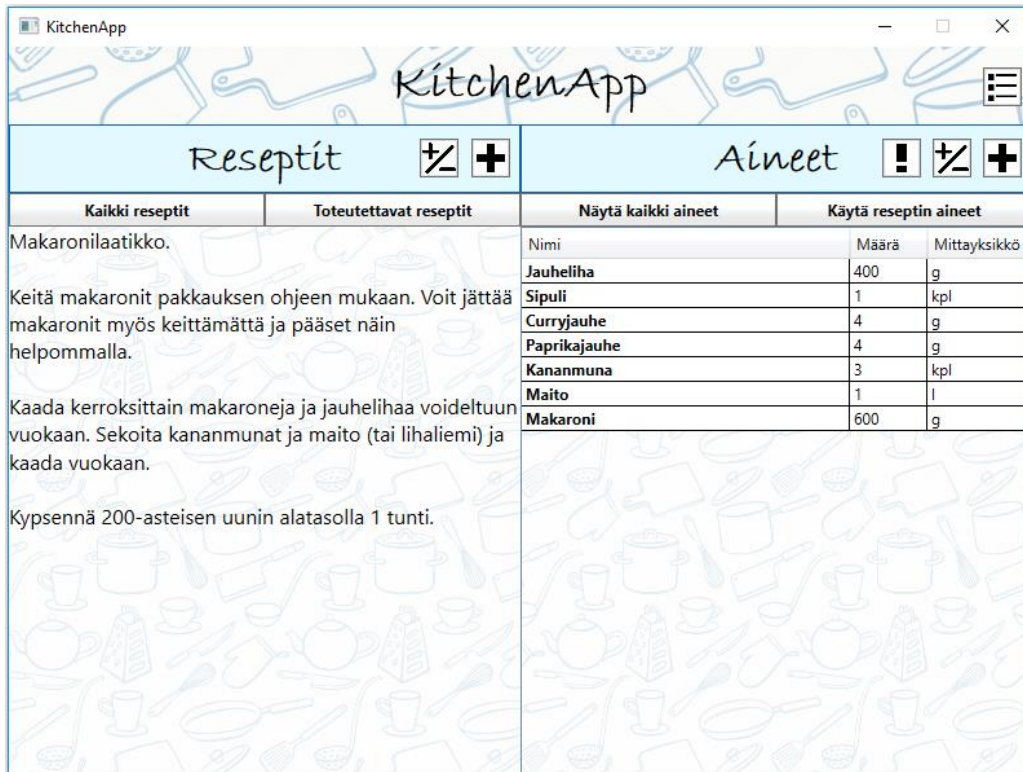 KitchenApp
KitchenApp
Reseptit
Kaikki reseptit Toteutettavat reseptit
Makaronilaatikko.
Keitä makaronit pakkauksen ohjeen mukaan. Voit jättää
makaronit myös keittämättä ja pääset näin
helpommalla.
Kaada kerroksittain makaroneja ja jauhelihaa voideltuun
vuokaan. Sekoita kananmunat ja maito (tai lihaliemi) ja
kaada vuokaan.
Kypsennä 200-asteisen uunin alatasolla 1 tunti.
Aineet
Näytä kaikki aineet Käytä reseptin aineet
Nimi Määrä Mittayksikkö
Jauheliha 400 g
Sipuli 1 kpl
Curryjauhe 4 g
Paprikajauhe 4 g
Kananmuna 3 kpl
Maito 1 l
Makaroni 600 g